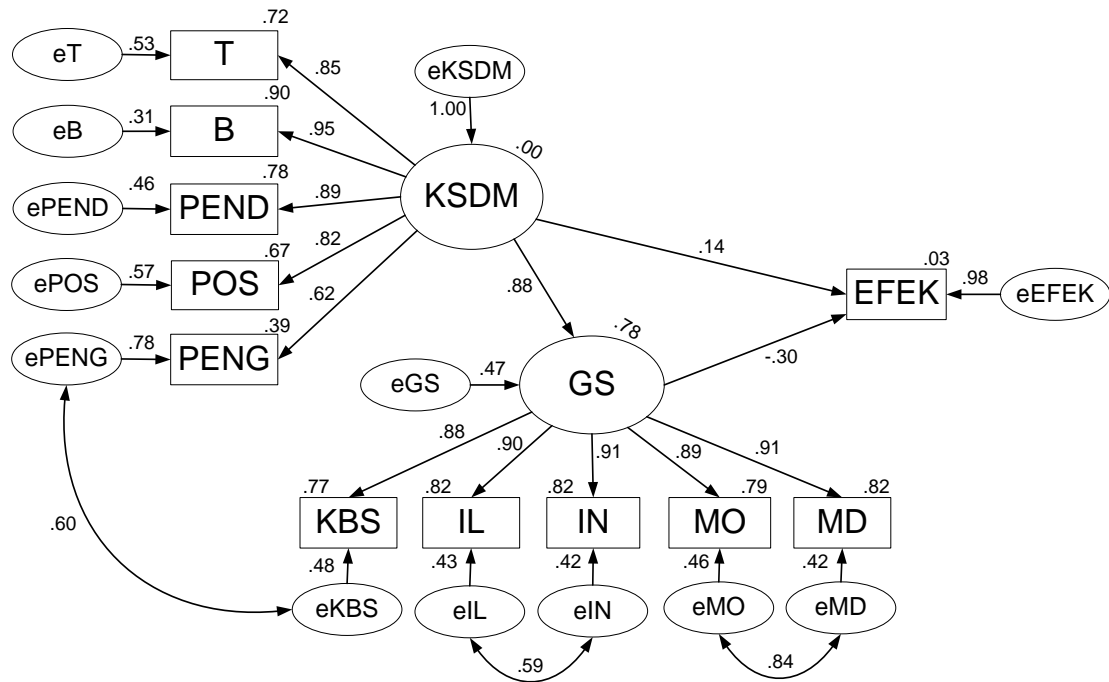 .72
eT .53 T
.85
eKSDM
1.00
.90
eB .31 B
.95
.00
KSDM
.78
ePEND .46 PEND
.89
.67
ePOS .57 POS
.82
.14
.03
EFEK .98 eEFEK
.88
.62
.39
ePENG .78 PENG
.78
-.30
eGS .47 GS
.88 .90 .91 .89 .91
.77 .82 .82 .79 .82
KBS IL IN MO MD
.60
.48 .43 .42 .46 .42
eKBS eIL eIN eMO eMD
.59 .84